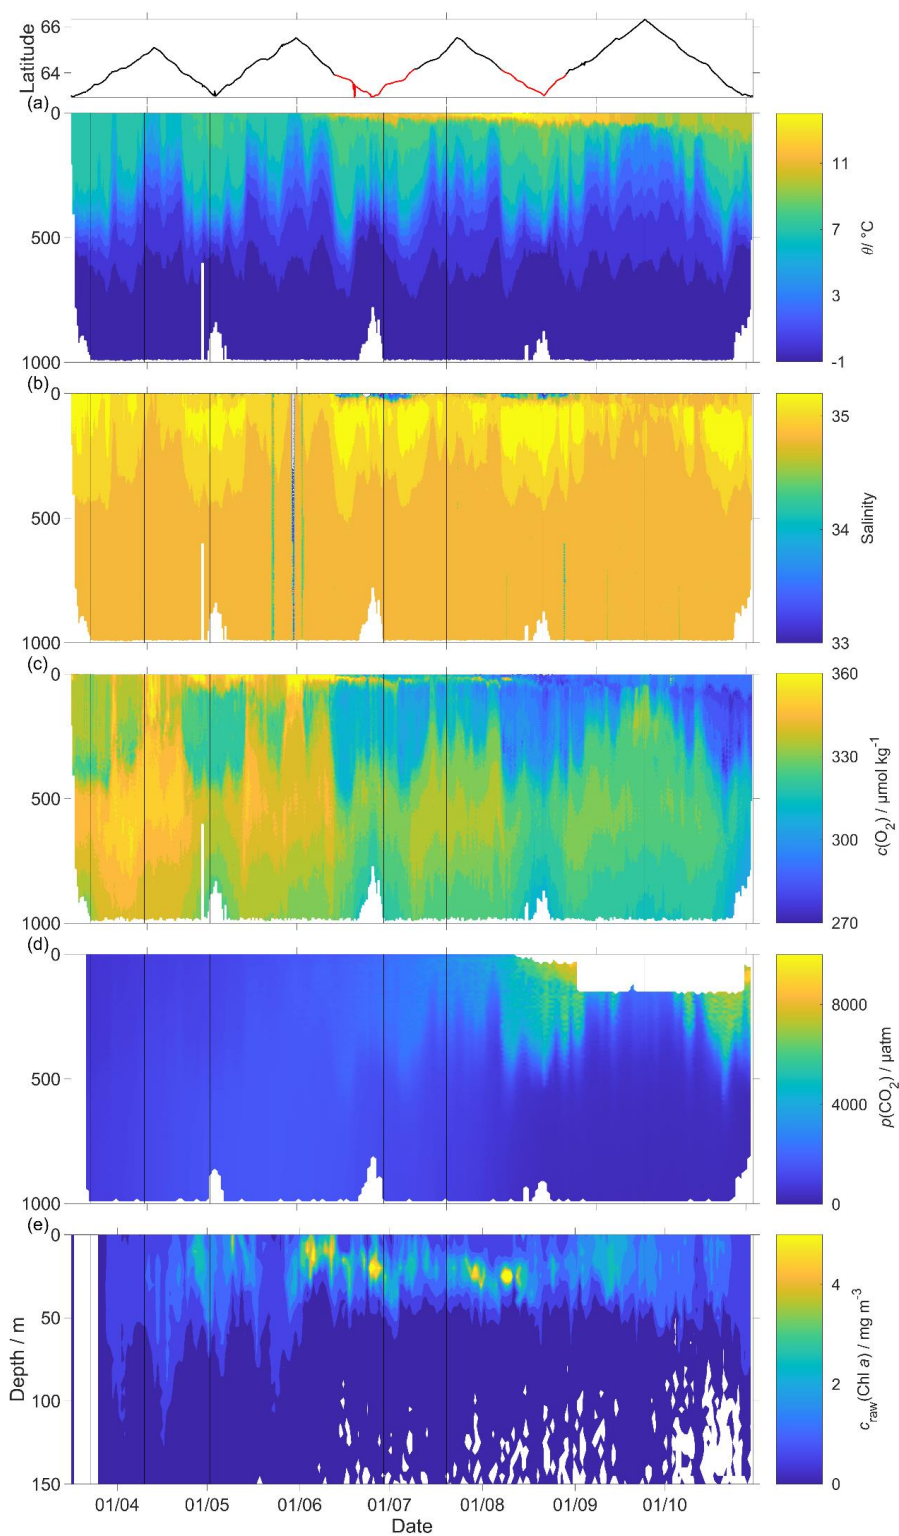 66
Latitude
64
(a)
0
11
7
θ/ °C
500
3
-1
1000
(b)
0
35
500
34
Salinity
33
1000
(c)
0
360
330
c(O2) / μmol kg-1
500
300
270
1000
(d)
0
8000
500
4000
p(CO2) / μatm
0
1000
(e)
0
4
50
Depth / m
100
2
craw(Chl a) / mg m-3
150
0
01/04 01/05 01/06 01/07 01/08 01/09 01/10
Date